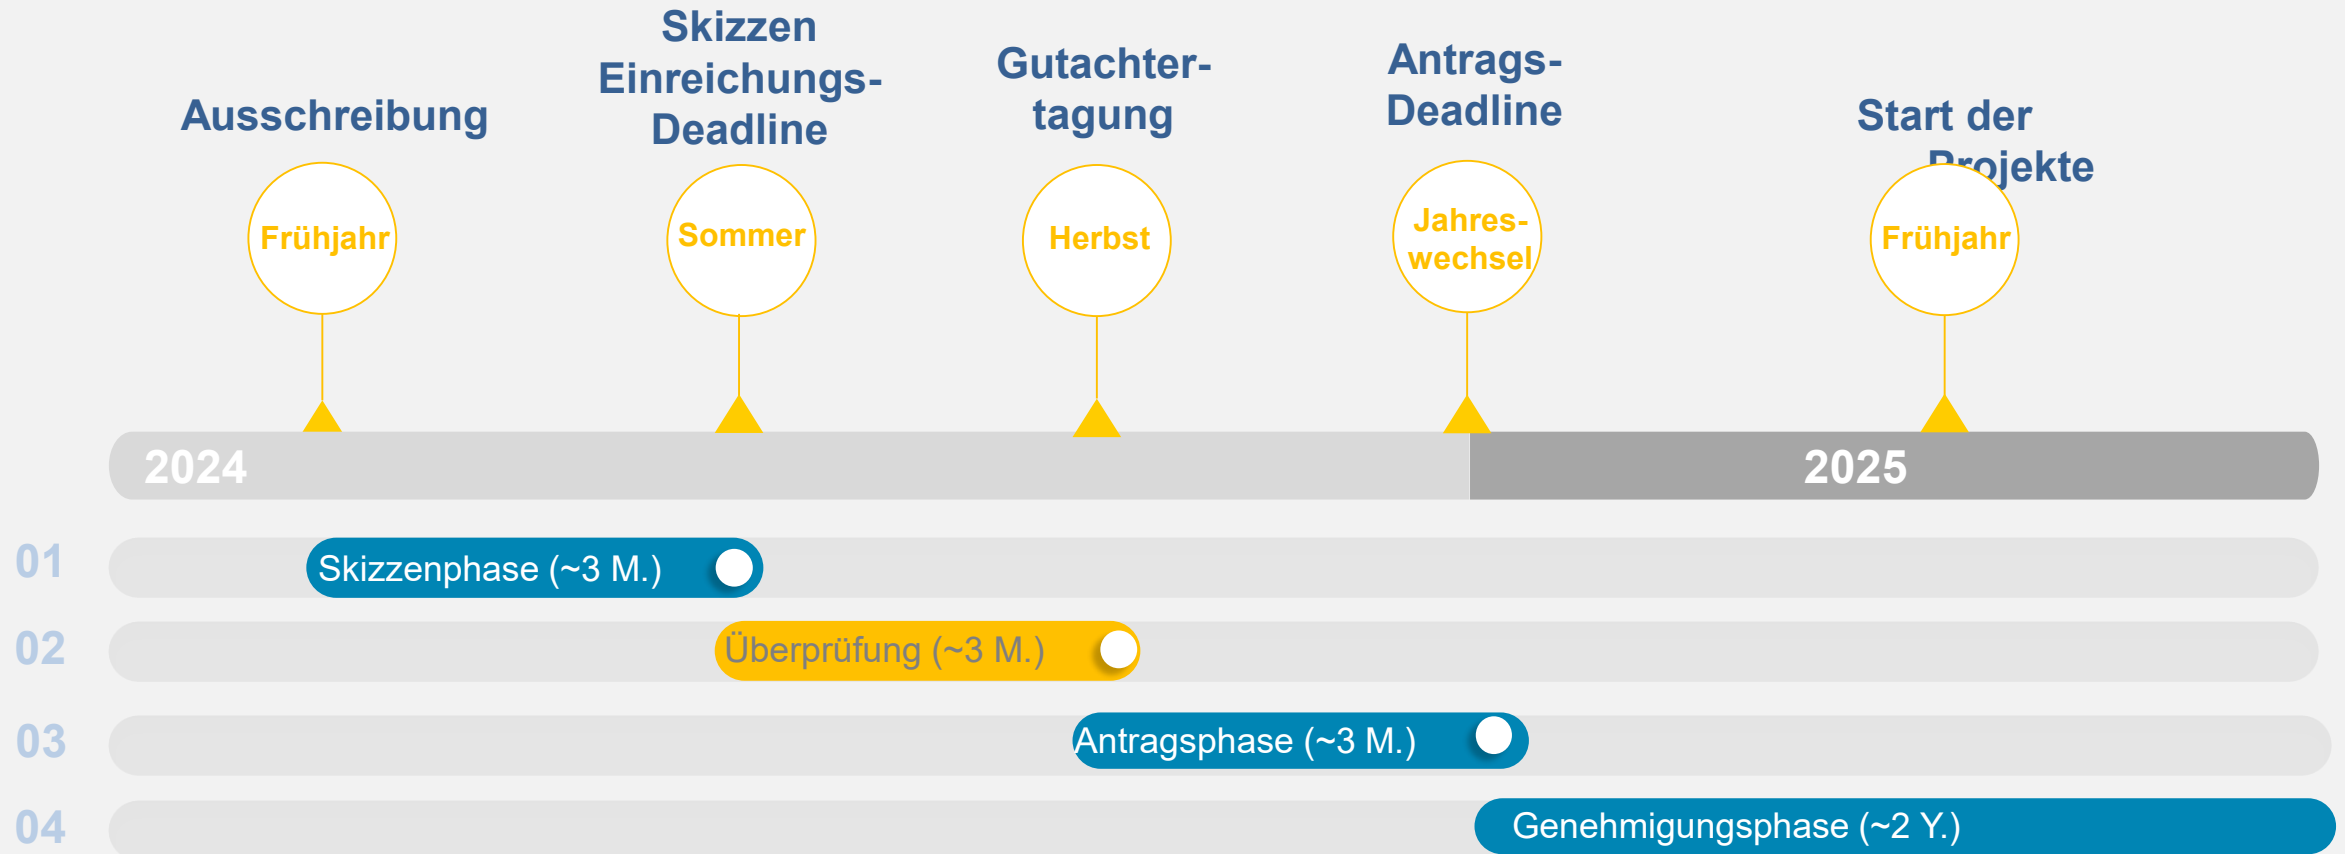 Ausschreibung
Skizzen
Einreichungs-
Deadline
Gutachter-
tagung
Antrags-
Deadline
Start der
Projekte
Frühjahr
Sommer
Herbst
Jahres-
wechsel
Frühjahr
2024
2025
01
Skizzenphase (~3 M.)
02
Überprüfung (~3 M.)
03
Antragsphase (~3 M.)
04
Genehmigungsphase (~2 Y.)